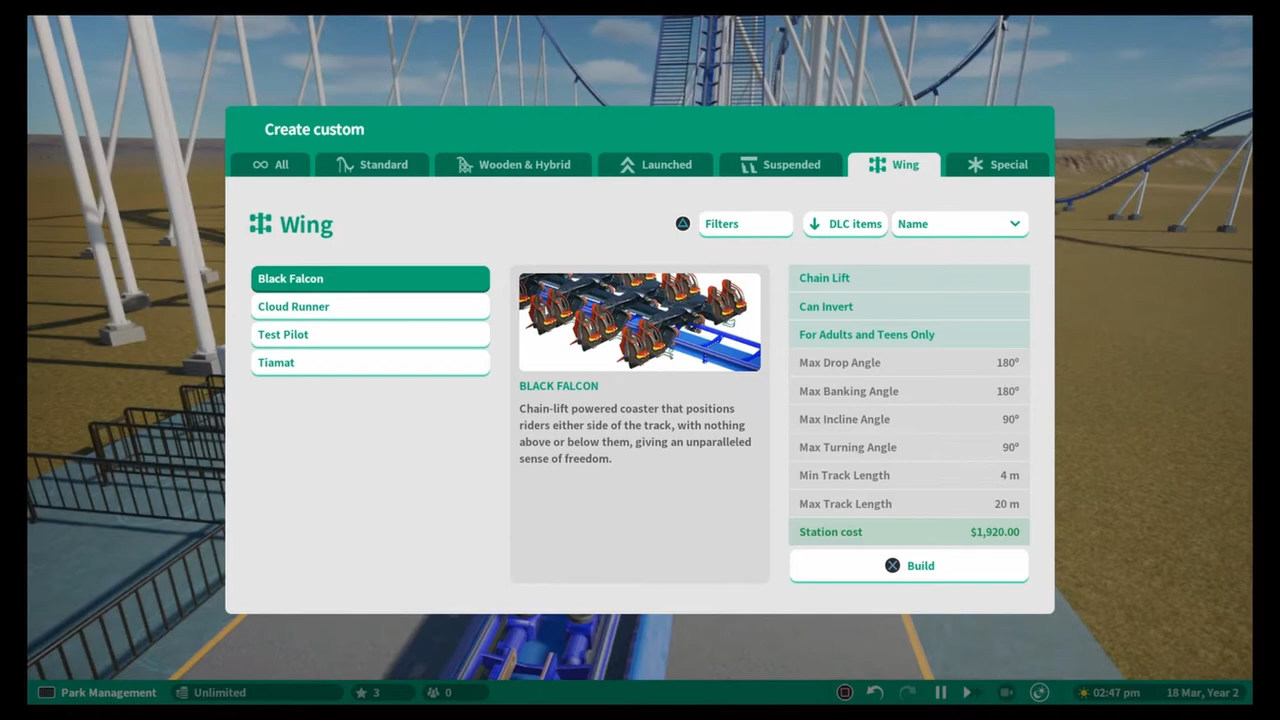 Create custom
All
Standard
Wooden & Hybrid
Launched
Suspended
Wing
Special
Wing
Filters
DLC items
Name
Black Falcon
Cloud Runner
Test Pilot
Tiamat
BLACK FALCON
Chain-lift powered coaster that positions
riders either side of the track, with nothing
above or below them, giving an unparalleled
sense of freedom.
Chain Lift
Can Invert
For Adults and Teens Only
Max Drop Angle 180°
Max Banking Angle 180°
Max Incline Angle 90°
Max Turning Angle 90°
Min Track Length 4 m
Max Track Length 20 m
Station cost $1,920.00
Build
Park Management
Unlimited
3
0
02:47 pm
18 Mar, Year 2